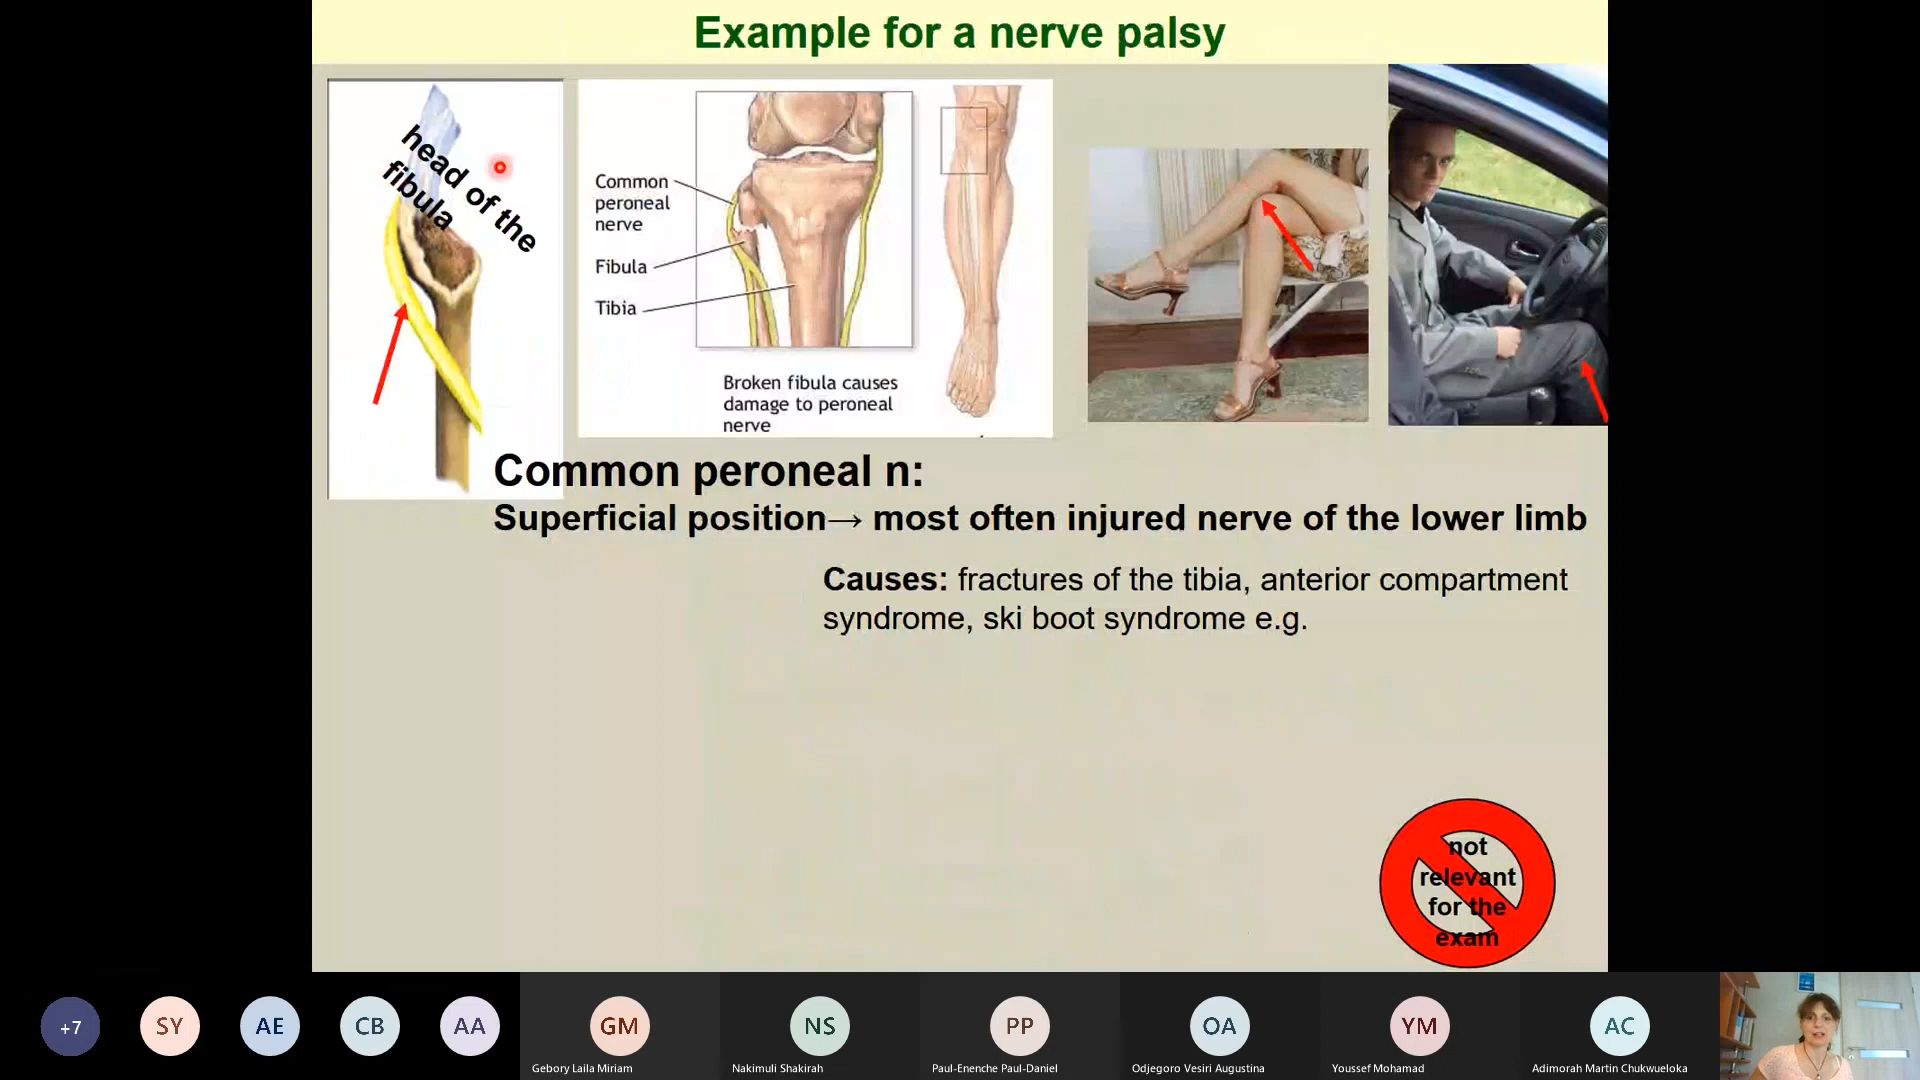 Example for a nerve palsy
head of the
fibula
Common
peroneal
nerve
Fibula
Tibia
Broken fibula causes
damage to peroneal
nerve
Common peroneal n:
Superficial position→ most often injured nerve of the lower limb
Causes: fractures of the tibia, anterior compartment
syndrome, ski boot syndrome e.g.
not
relevant
for the
exam
+7
SY
AE
CB
AA
GM
Gebory Laila Miriam
NS
Nakimuli Shakirah
PP
Paul-Enenche Paul-Daniel
OA
Odjegoro Vesiri Augustina
YM
Youssef Mohamad
AC
Adimorah Martin Chukwueloka